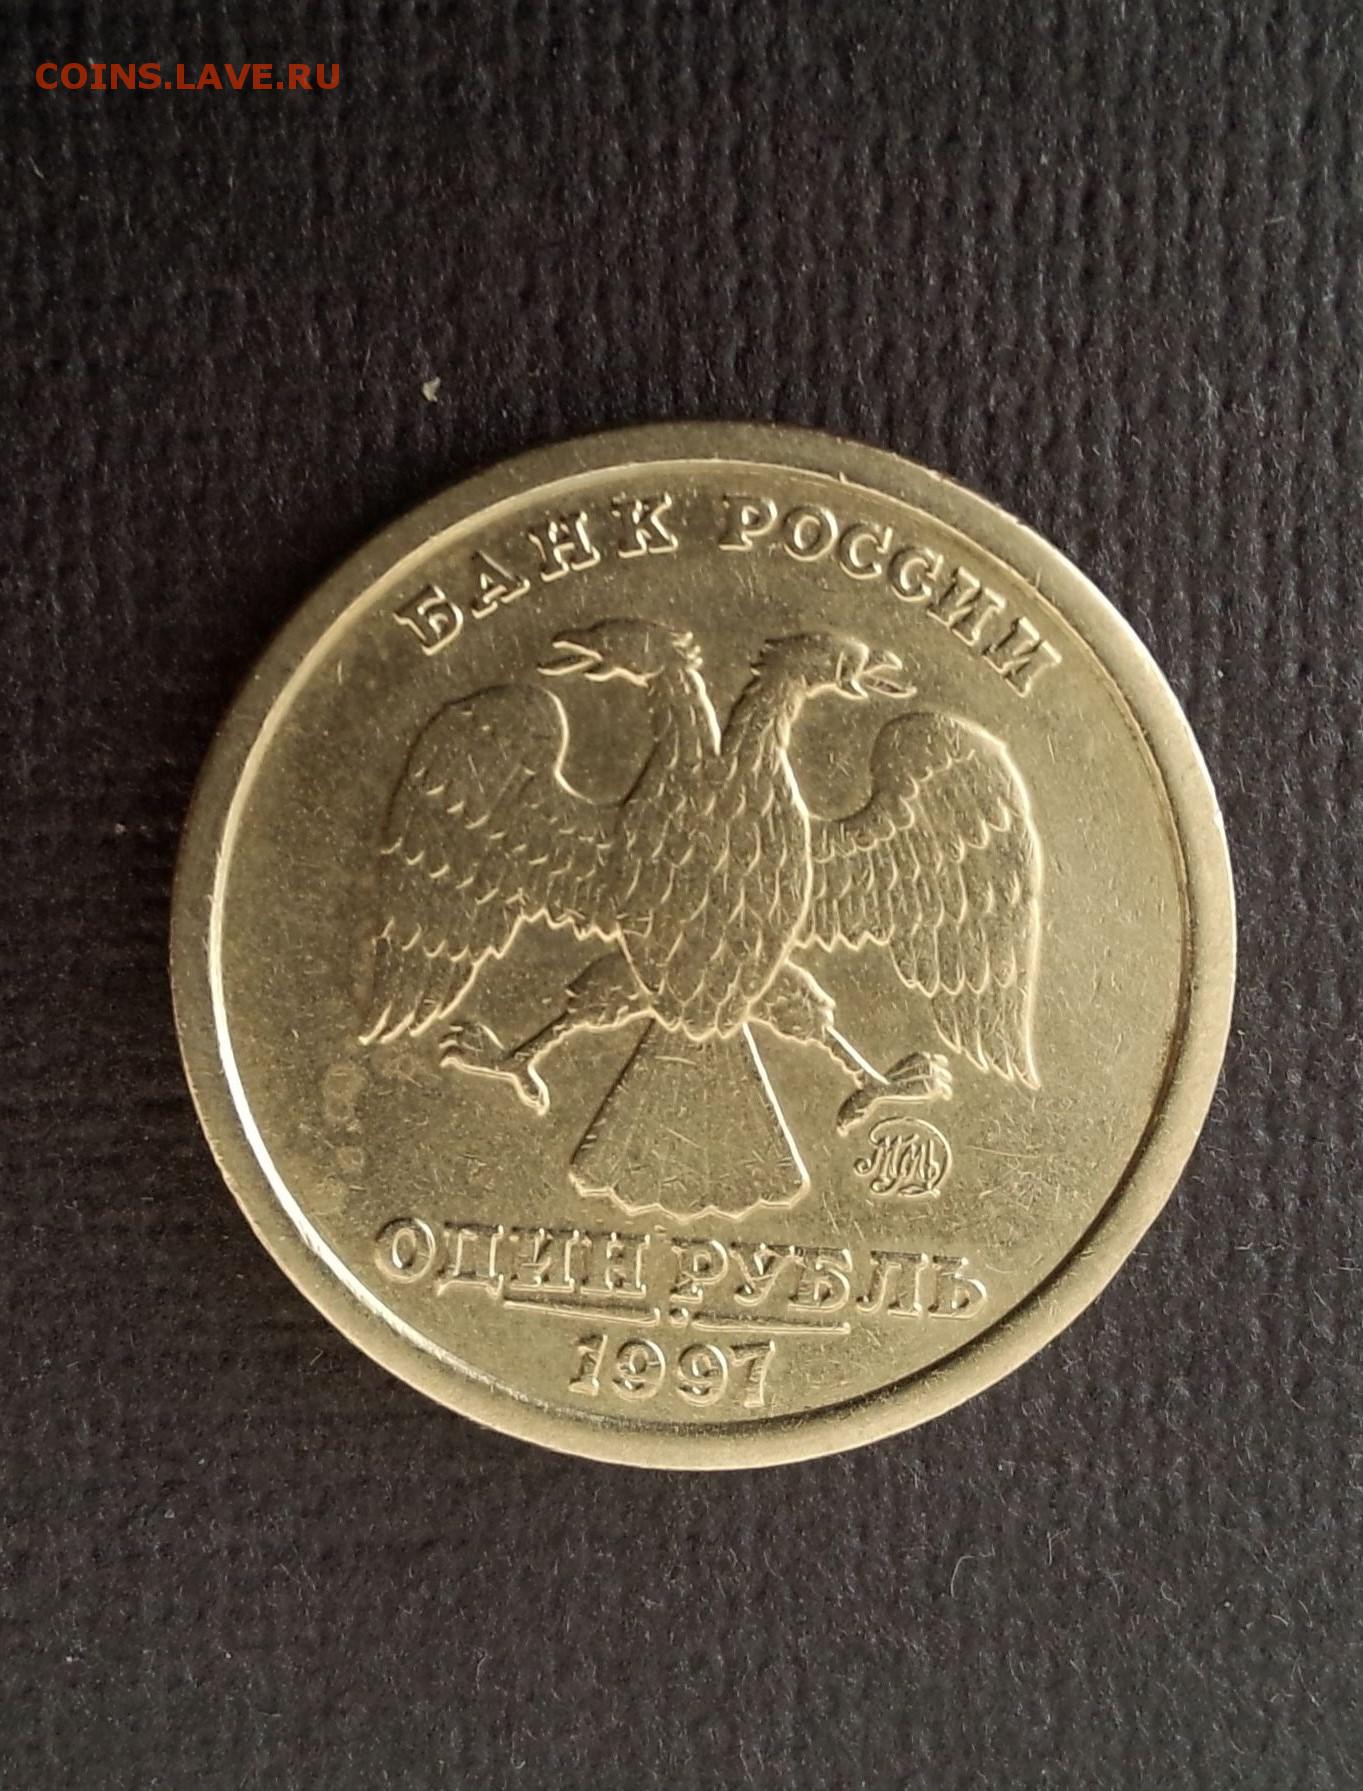 COINS.LAVE.RU
БАНК РОССИИ
ММД
ОДИН РУБЛЬ
1997